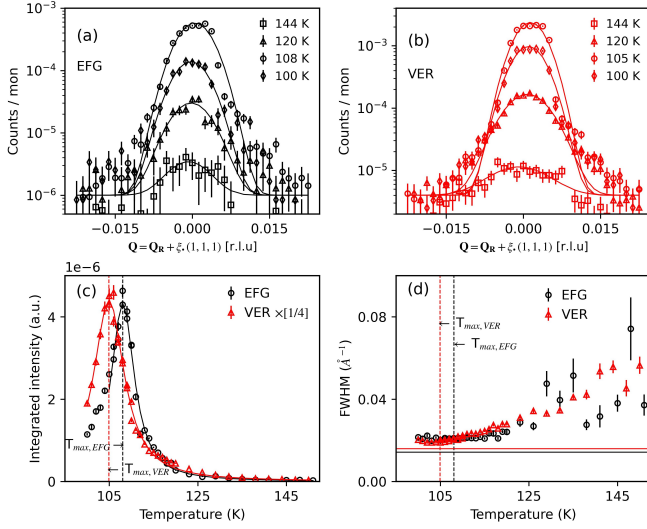 (a)
EFG
144 K
120 K
108 K
100 K
10⁻³
10⁻⁴
10⁻⁵
10⁻⁶
Counts / mon
−0.015 0.000 0.015
Q = Q_R + ξ·(1, 1, 1) [r.l.u]
(b)
VER
144 K
120 K
105 K
100 K
10⁻³
10⁻⁴
10⁻⁵
Counts / mon
−0.015 0.000 0.015
Q = Q_R + ξ·(1, 1, 1) [r.l.u]
1e−6
(c)
EFG
VER ×[1/4]
T_max,EFG
T_max,VER
6
4
2
0
Integrated intensity (a.u.)
105 125 145
Temperature (K)
(d)
EFG
VER
T_max,VER
T_max,EFG
0.08
0.04
0.00
FWHM (Å⁻¹)
105 125 145
Temperature (K)